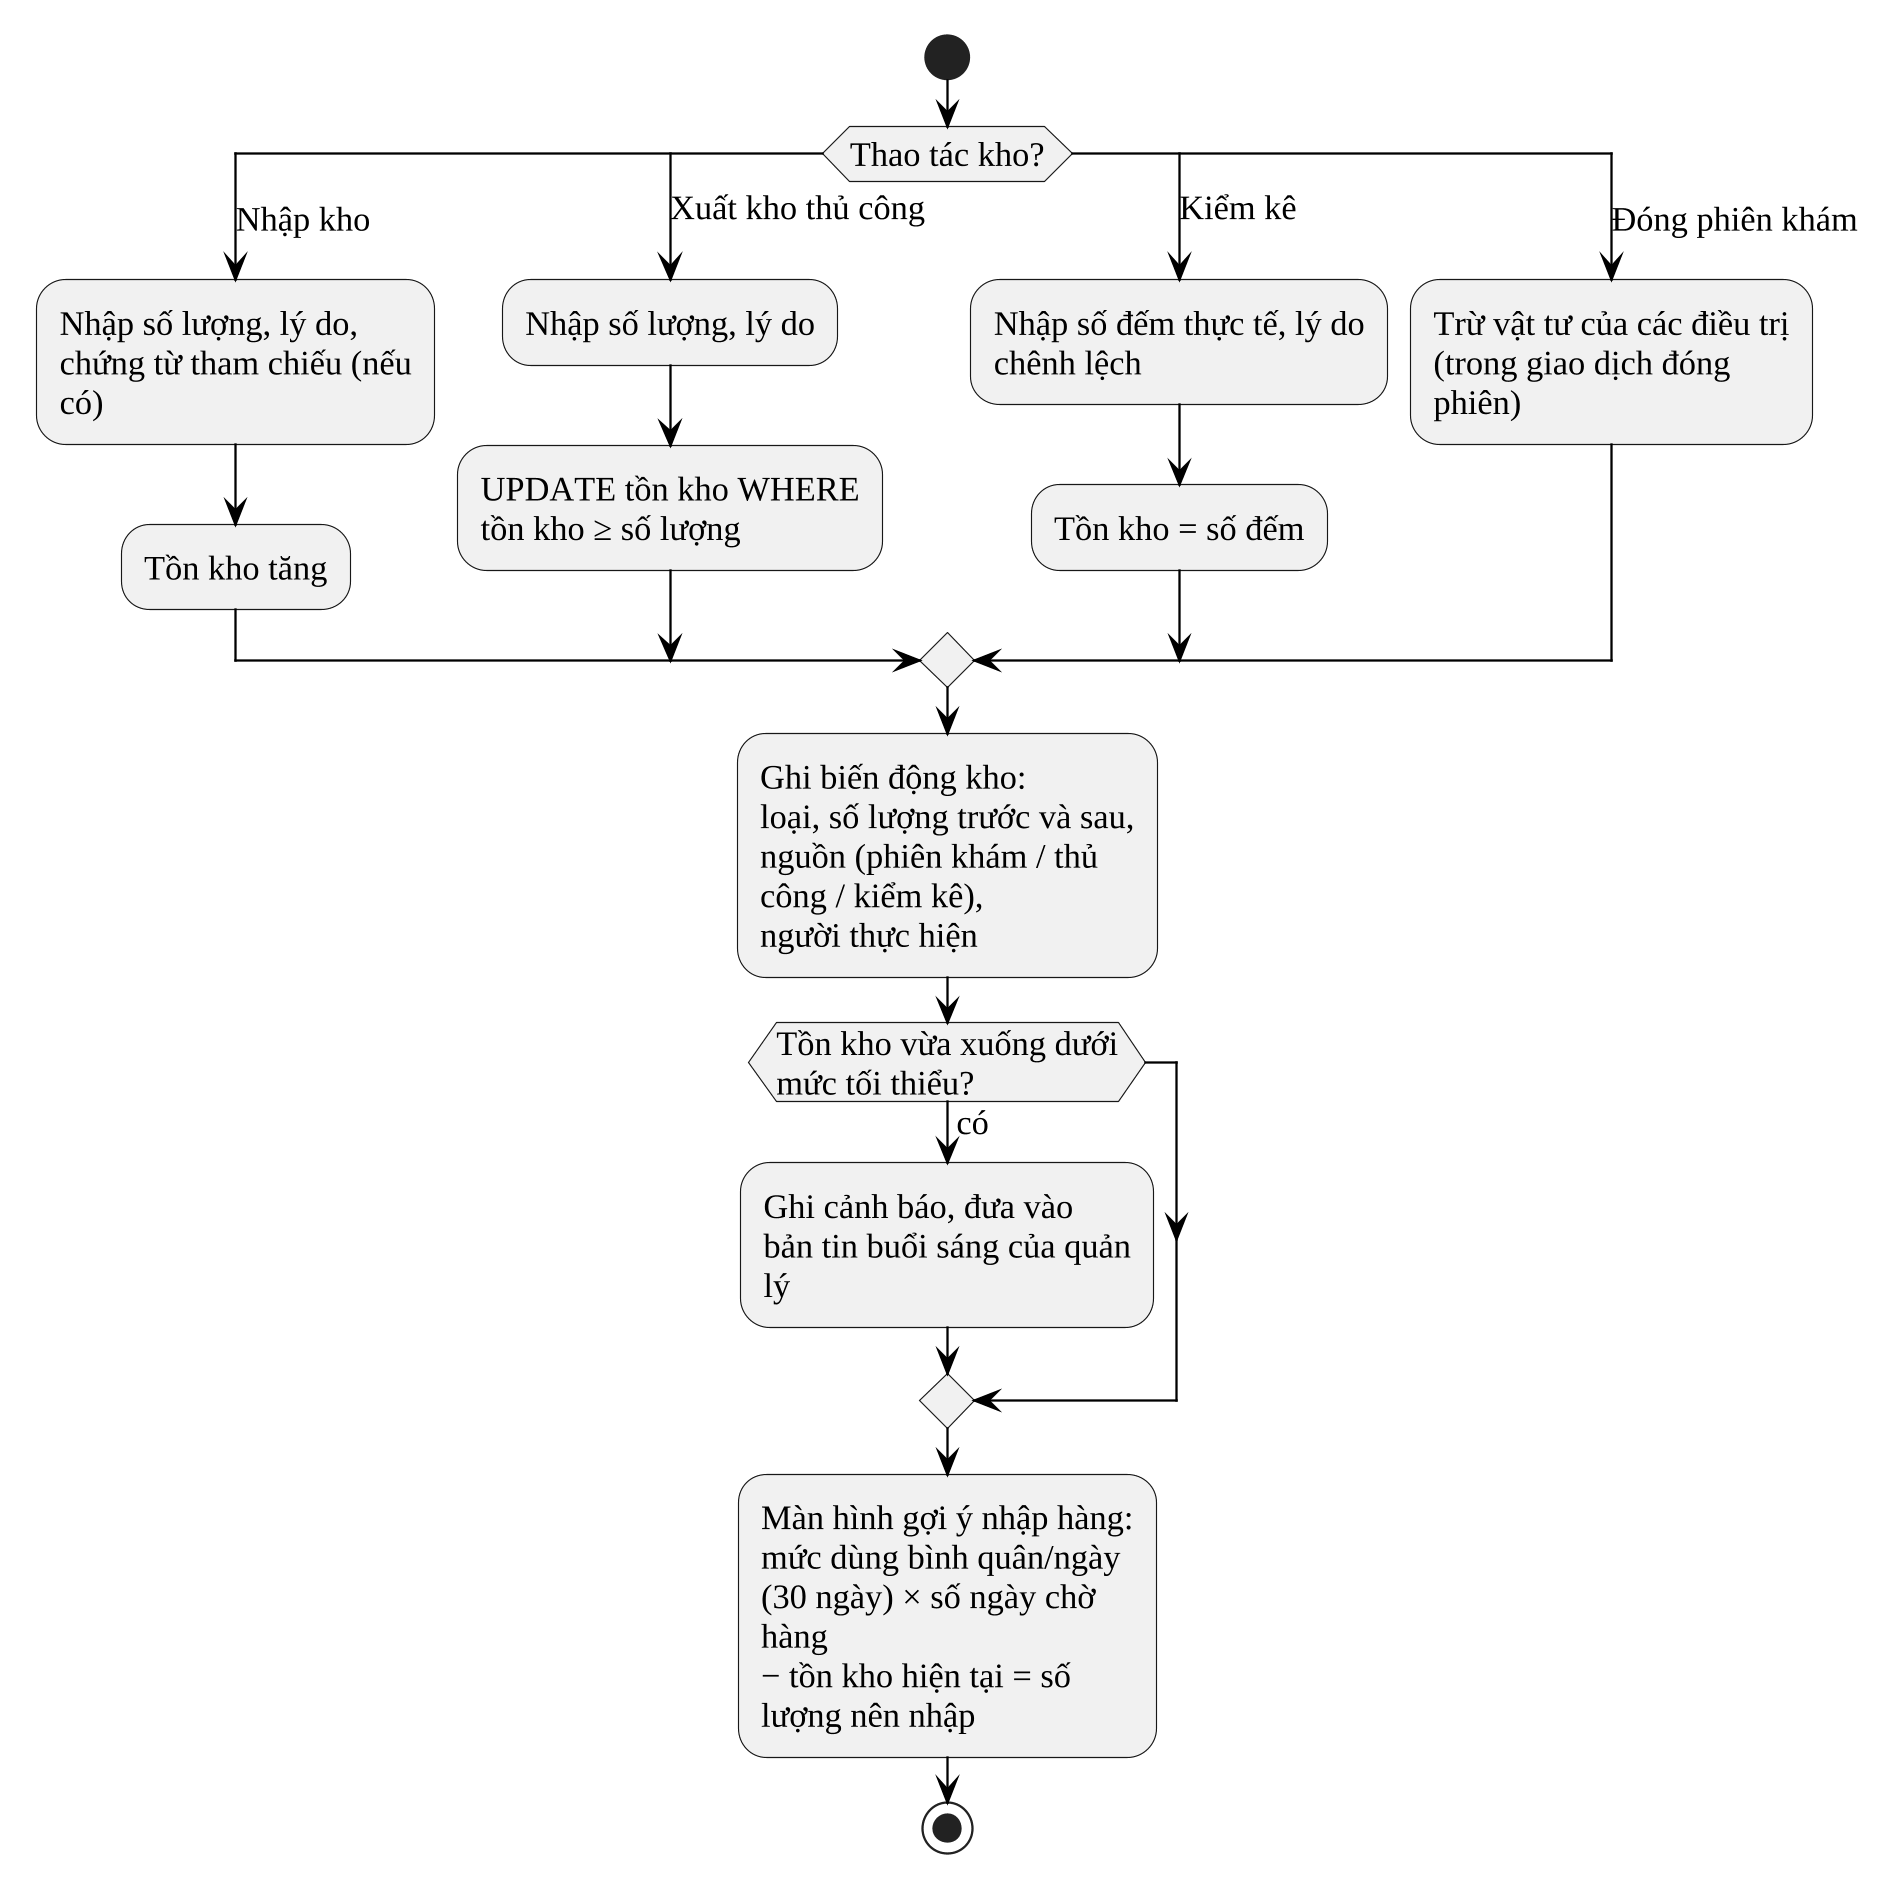 Thao tác kho?
Nhập kho
Xuất kho thủ công
Kiểm kê
Đóng phiên khám
Nhập số lượng, lý do,
chứng từ tham chiếu (nếu
có)
Tồn kho tăng
Nhập số lượng, lý do
UPDATE tồn kho WHERE
tồn kho ≥ số lượng
Nhập số đếm thực tế, lý do
chênh lệch
Tồn kho = số đếm
Trừ vật tư của các điều trị
(trong giao dịch đóng
phiên)
Ghi biến động kho:
loại, số lượng trước và sau,
nguồn (phiên khám / thủ
công / kiểm kê),
người thực hiện
Tồn kho vừa xuống dưới
mức tối thiểu?
có
Ghi cảnh báo, đưa vào
bản tin buổi sáng của quản
lý
Màn hình gợi ý nhập hàng:
mức dùng bình quân/ngày
(30 ngày) × số ngày chờ
hàng
− tồn kho hiện tại = số
lượng nên nhập